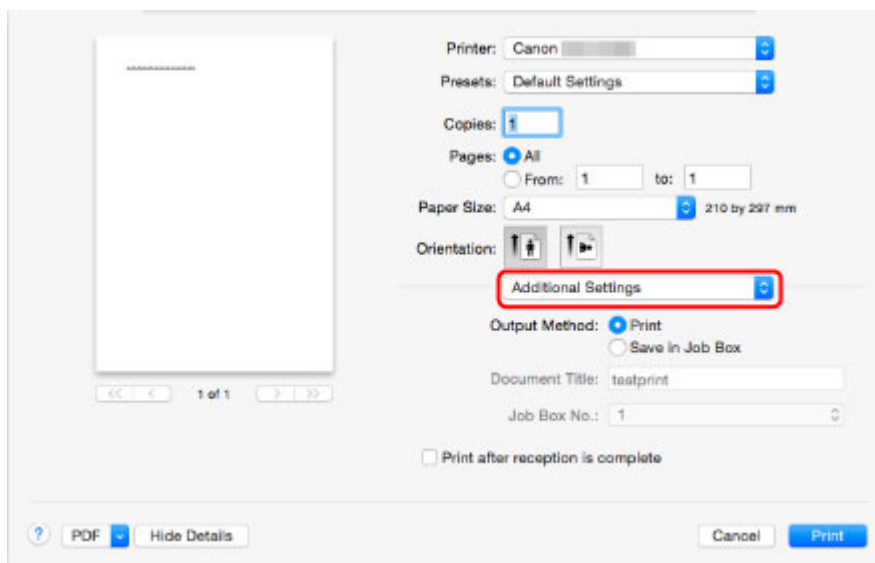 Printer: Canon
Presets: Default Settings
Copies: 1
Pages: All
From: 1 to: 1
Paper Size: A4 210 by 297 mm
Orientation:
Additional Settings
Output Method: Print
Save in Job Box
Document Title: testprint
Job Box No.: 1
Print after reception is complete
<< < 1 of 1 > >>
? PDF Hide Details Cancel Print